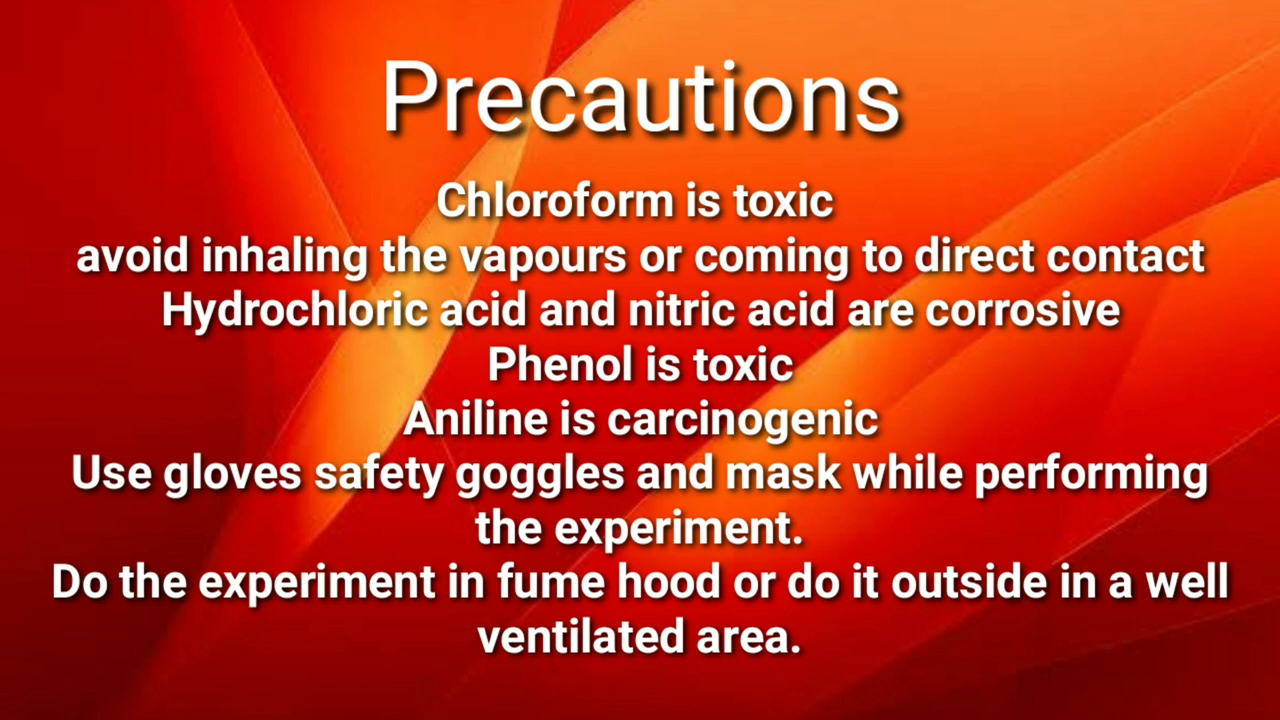 Precautions
Chloroform is toxic
avoid inhaling the vapours or coming to direct contact
Hydrochloric acid and nitric acid are corrosive
Phenol is toxic
Aniline is carcinogenic
Use gloves safety goggles and mask while performing
the experiment.
Do the experiment in fume hood or do it outside in a well
ventilated area.